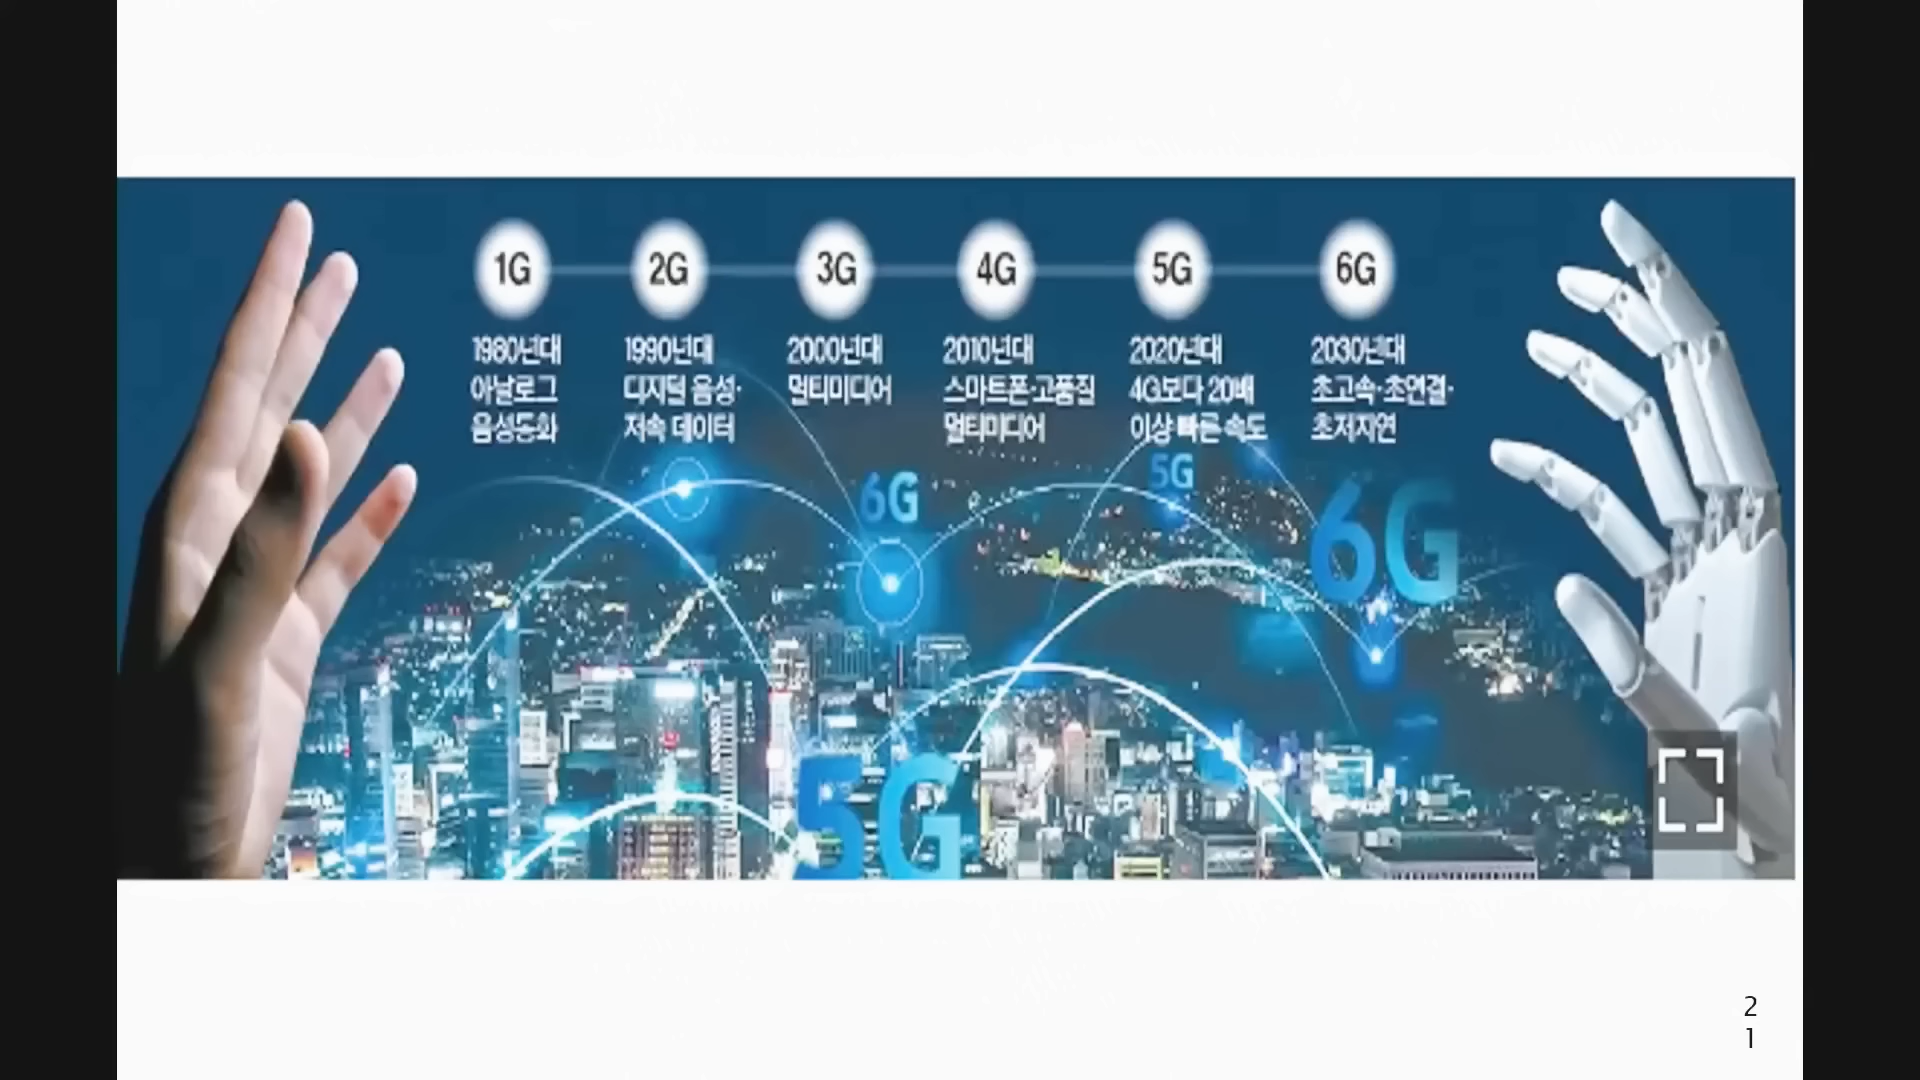 1G
2G
3G
4G
5G
6G
1980년대
아날로그
음성통화
1990년대
디지털 음성·
저속 데이터
2000년대
멀티미디어
2010년대
스마트폰·고품질
멀티미디어
2020년대
4G보다 20배
이상 빠른 속도
2030년대
초고속·초연결·
초저지연
5G
6G
6G
5G
2
1